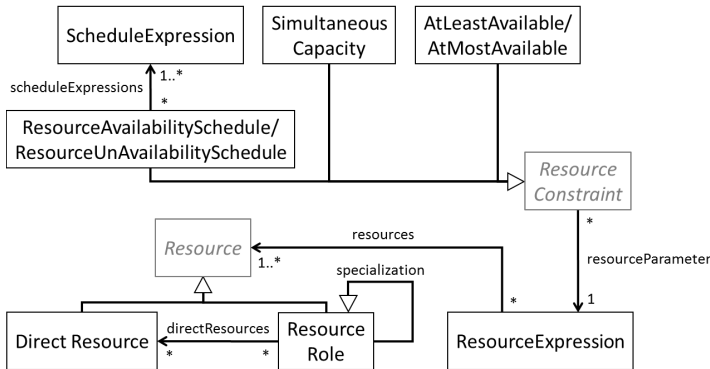 ScheduleExpression
Simultaneous
Capacity
AtLeastAvailable/
AtMostAvailable
1..*
scheduleExpressions
*
ResourceAvailabilitySchedule/
ResourceUnAvailabilitySchedule
Resource
Constraint
*
resourceParameter
1
Resource
resources
1..*
*
specialization
Direct Resource
directResources
*
*
Resource
Role
ResourceExpression